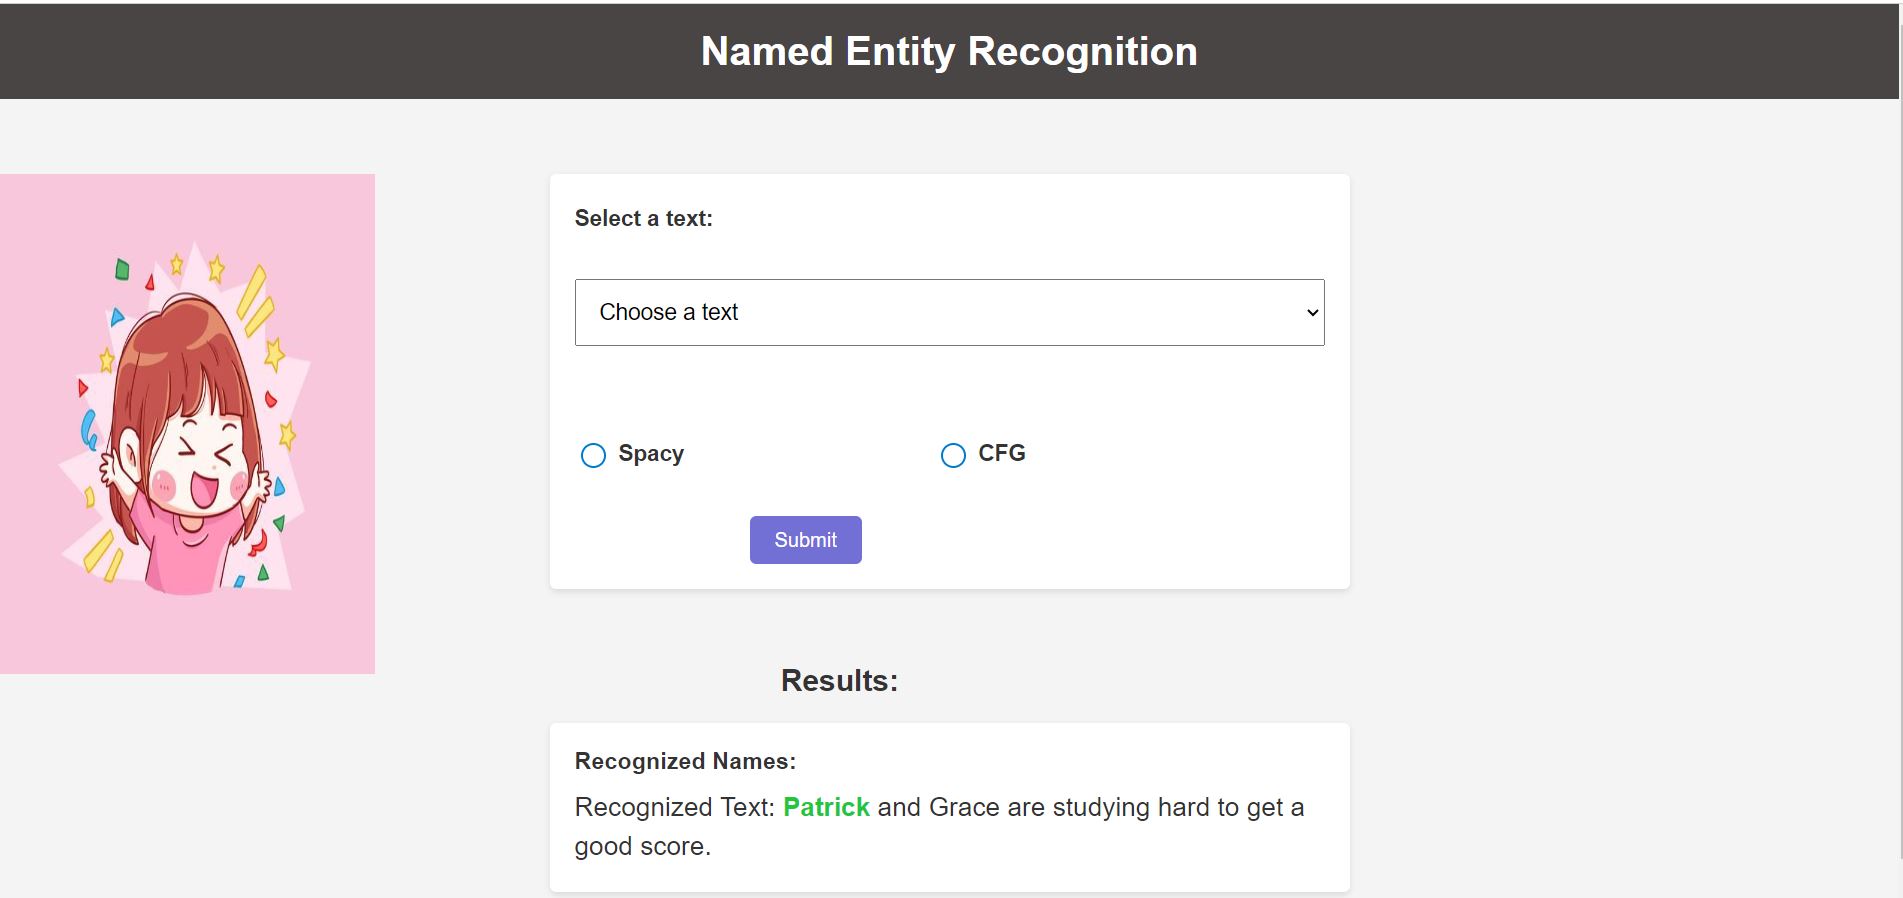 Named Entity Recognition
Select a text:
Choose a text
Spacy
CFG
Submit
Results:
Recognized Names:
Recognized Text: Patrick and Grace are studying hard to get a
good score.